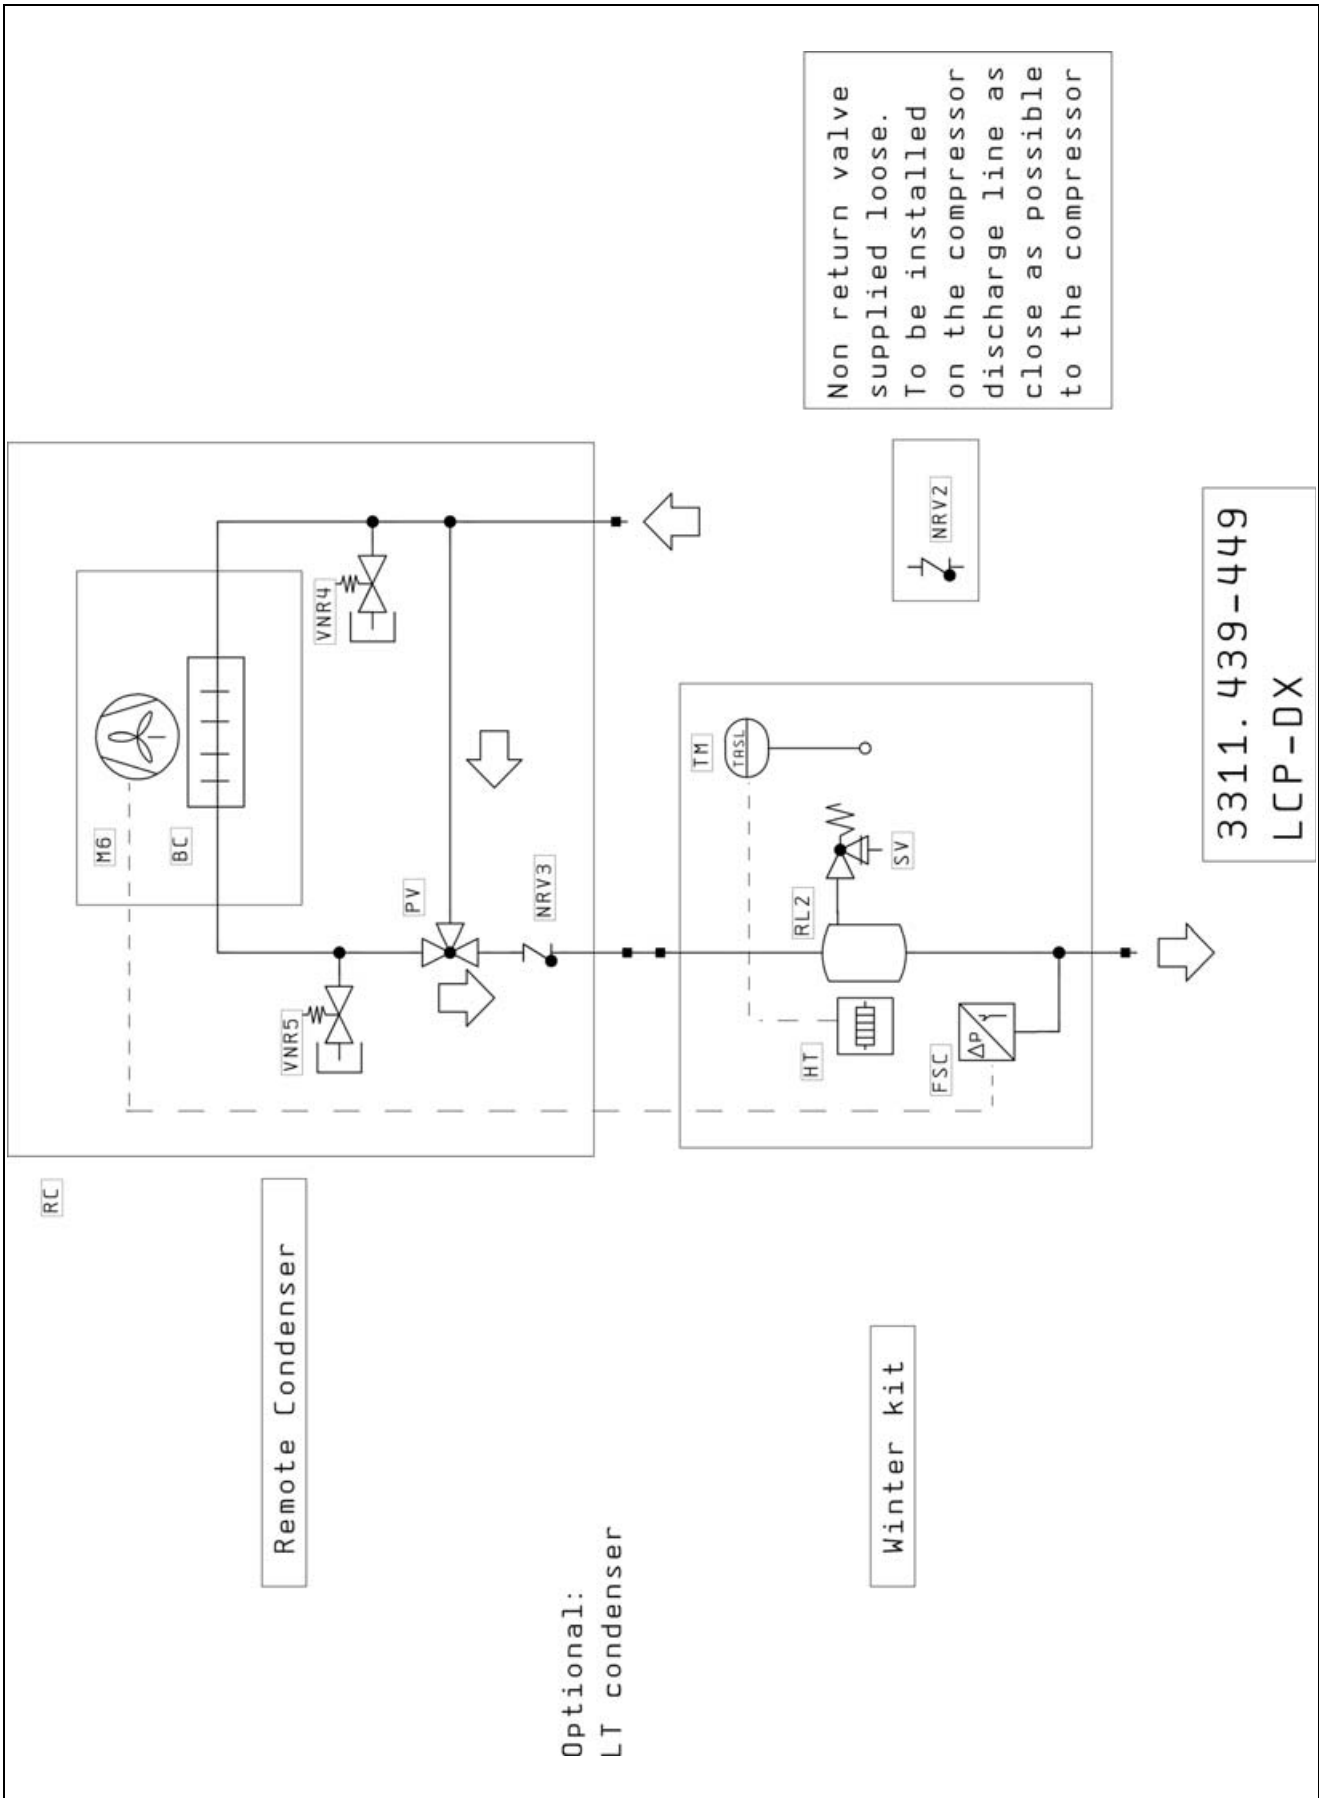 RC
Remote Condenser
Optional:
LT condenser
Winter kit
M6
BC
VNR4
VNR5
PV
NRV3
TM
TASL
RL2
SV
HT
FSC
ΔP
NRV2
Non return valve
supplied loose.
To be installed
on the compressor
discharge line as
close as possible
to the compressor
3311. 439-449
LCP-DX